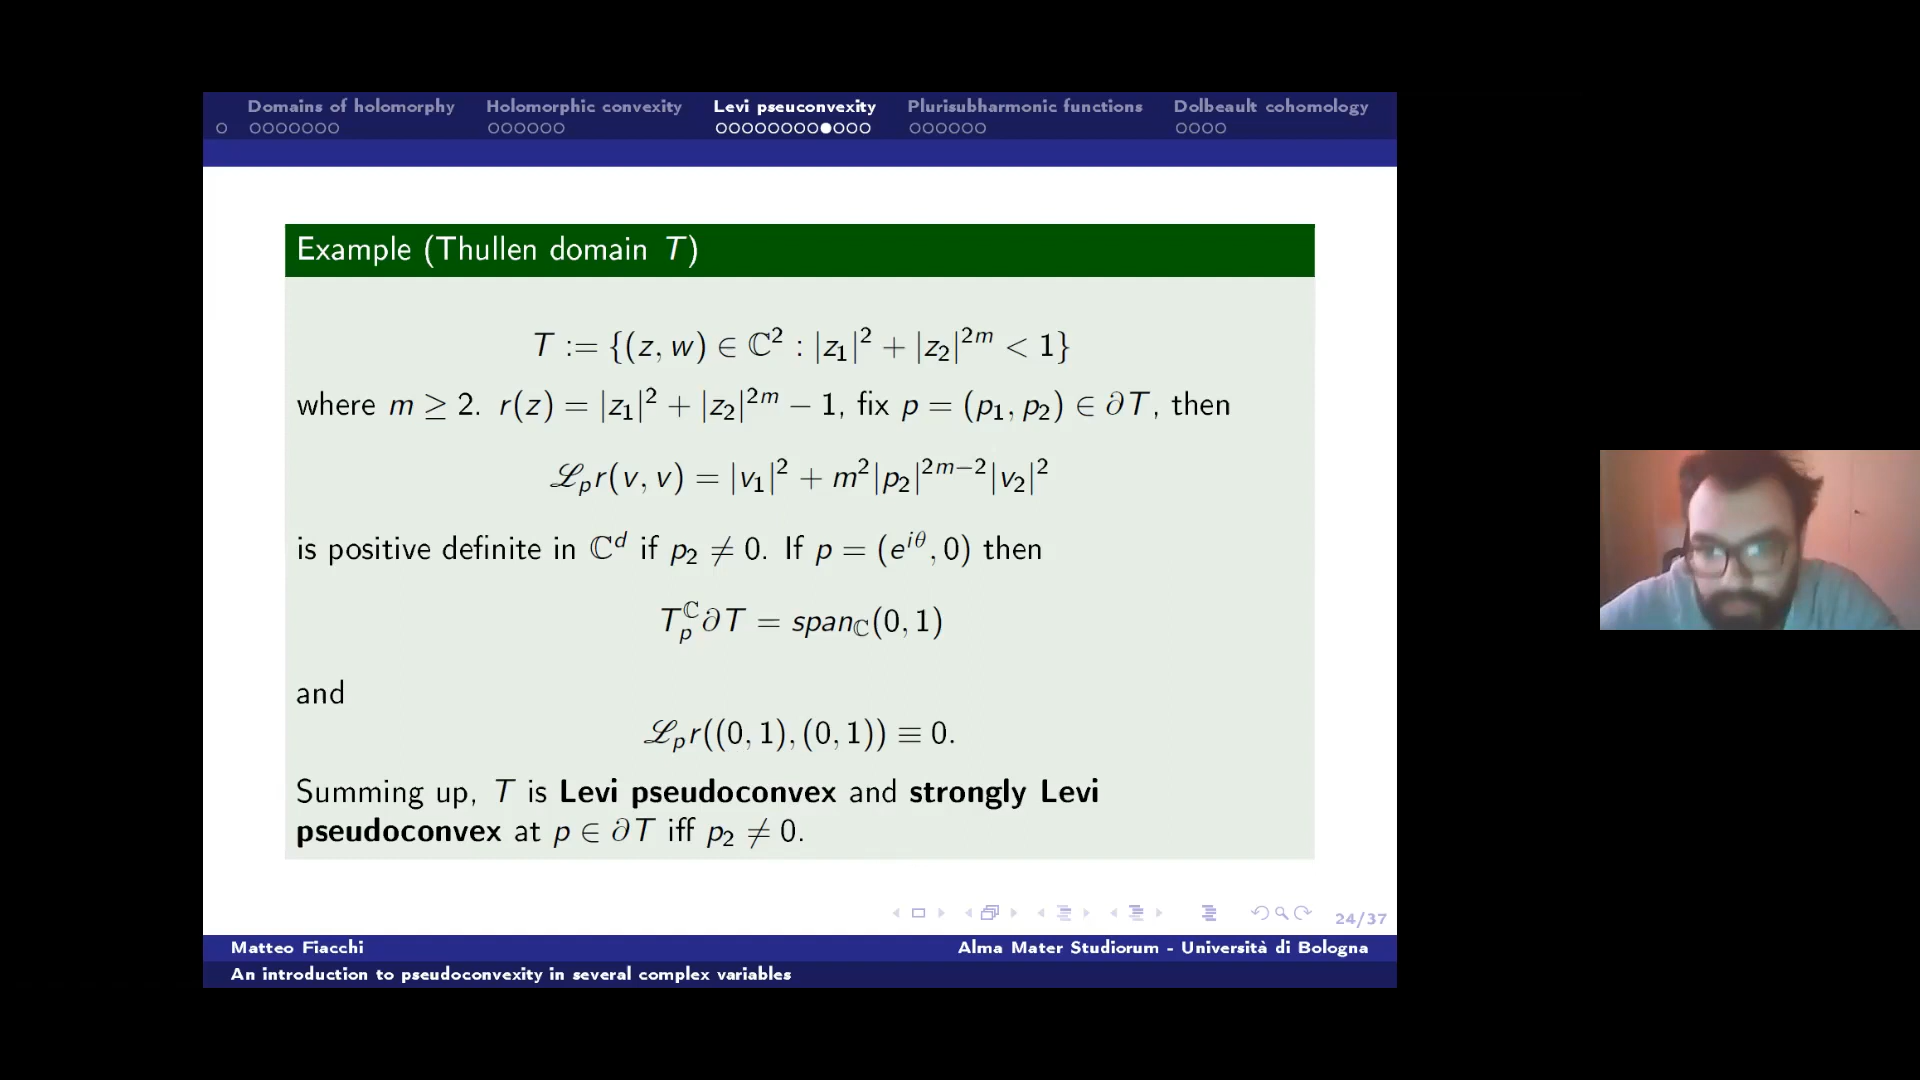 Domains of holomorphy Holomorphic convexity Levi pseuconvexity Plurisubharmonic functions Dolbeault cohomology
Example (Thullen domain T)
T := {(z, w) ∈ ℂ² : |z₁|² + |z₂|²ᵐ < 1}
where m ≥ 2. r(z) = |z₁|² + |z₂|²ᵐ − 1, fix p = (p₁, p₂) ∈ ∂T, then
ℒₚr(v, v) = |v₁|² + m²|p₂|²ᵐ⁻²|v₂|²
is positive definite in ℂᵈ if p₂ ≠ 0. If p = (e^{iθ}, 0) then
T_p^ℂ ∂T = span_ℂ(0, 1)
and
ℒₚr((0, 1), (0, 1)) ≡ 0.
Summing up, T is Levi pseudoconvex and strongly Levi
pseudoconvex at p ∈ ∂T iff p₂ ≠ 0.
24/37
Matteo Fiacchi Alma Mater Studiorum - Università di Bologna
An introduction to pseudoconvexity in several complex variables